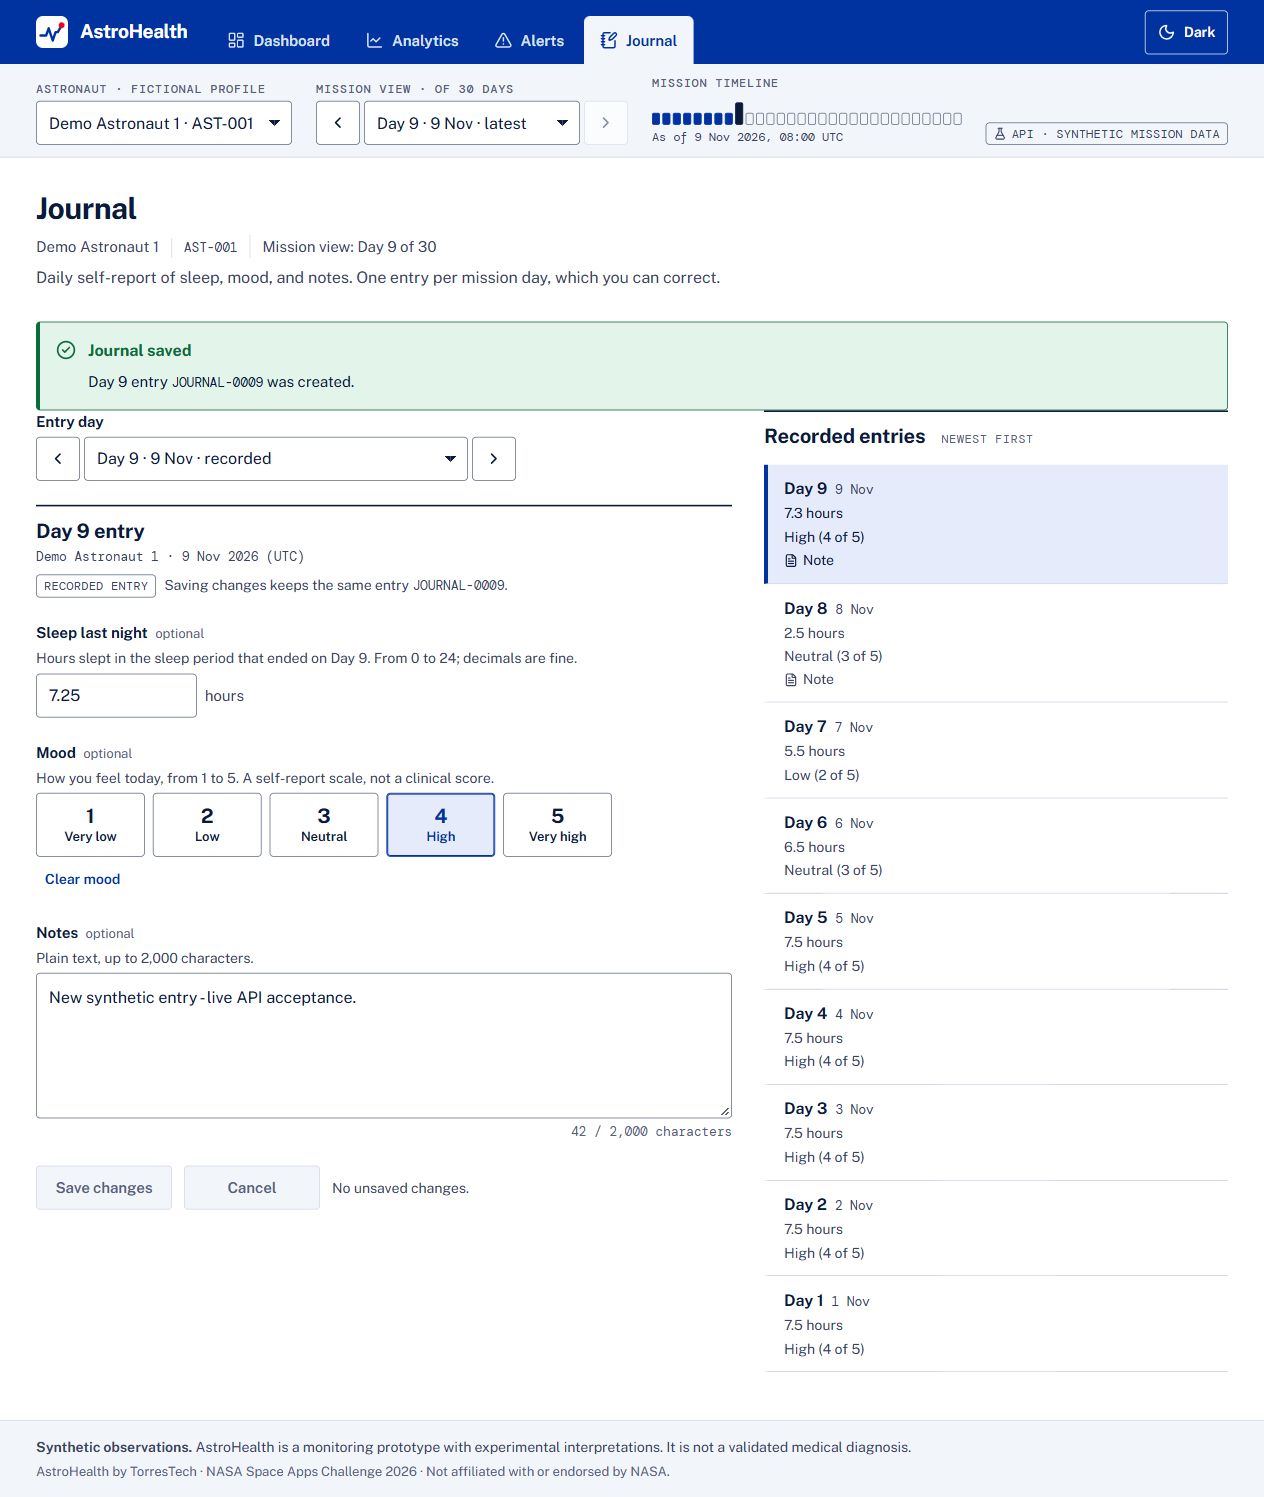 AstroHealth
Dashboard
Analytics
Alerts
Journal
Dark
ASTRONAUT · FICTIONAL PROFILE
Demo Astronaut 1 · AST-001
MISSION VIEW · OF 30 DAYS
Day 9 · 9 Nov · latest
MISSION TIMELINE
As of 9 Nov 2026, 08:00 UTC
API · SYNTHETIC MISSION DATA
Journal
Demo Astronaut 1 AST-001 Mission view: Day 9 of 30
Daily self-report of sleep, mood, and notes. One entry per mission day, which you can correct.
Journal saved
Day 9 entry JOURNAL-0009 was created.
Entry day
Day 9 · 9 Nov · recorded
Day 9 entry
Demo Astronaut 1 · 9 Nov 2026 (UTC)
RECORDED ENTRY Saving changes keeps the same entry JOURNAL-0009.
Sleep last night optional
Hours slept in the sleep period that ended on Day 9. From 0 to 24; decimals are fine.
7.25 hours
Mood optional
How you feel today, from 1 to 5. A self-report scale, not a clinical score.
1 Very low
2 Low
3 Neutral
4 High
5 Very high
Clear mood
Notes optional
Plain text, up to 2,000 characters.
New synthetic entry - live API acceptance.
42 / 2,000 characters
Save changes
Cancel
No unsaved changes.
Recorded entries NEWEST FIRST
Day 9 9 Nov
7.3 hours
High (4 of 5)
Note
Day 8 8 Nov
2.5 hours
Neutral (3 of 5)
Note
Day 7 7 Nov
5.5 hours
Low (2 of 5)
Day 6 6 Nov
6.5 hours
Neutral (3 of 5)
Day 5 5 Nov
7.5 hours
High (4 of 5)
Day 4 4 Nov
7.5 hours
High (4 of 5)
Day 3 3 Nov
7.5 hours
High (4 of 5)
Day 2 2 Nov
7.5 hours
High (4 of 5)
Day 1 1 Nov
7.5 hours
High (4 of 5)
Synthetic observations. AstroHealth is a monitoring prototype with experimental interpretations. It is not a validated medical diagnosis.
AstroHealth by TorresTech · NASA Space Apps Challenge 2026 · Not affiliated with or endorsed by NASA.